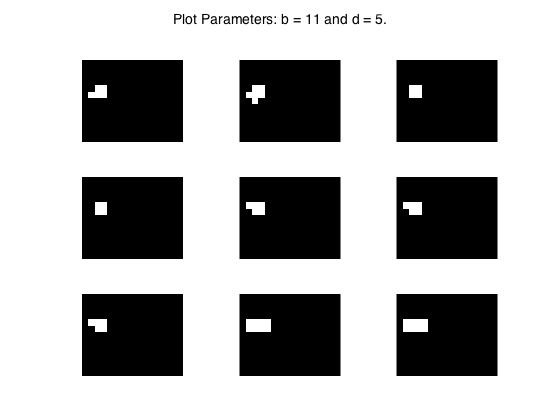 Plot Parameters: b = 11 and d = 5.